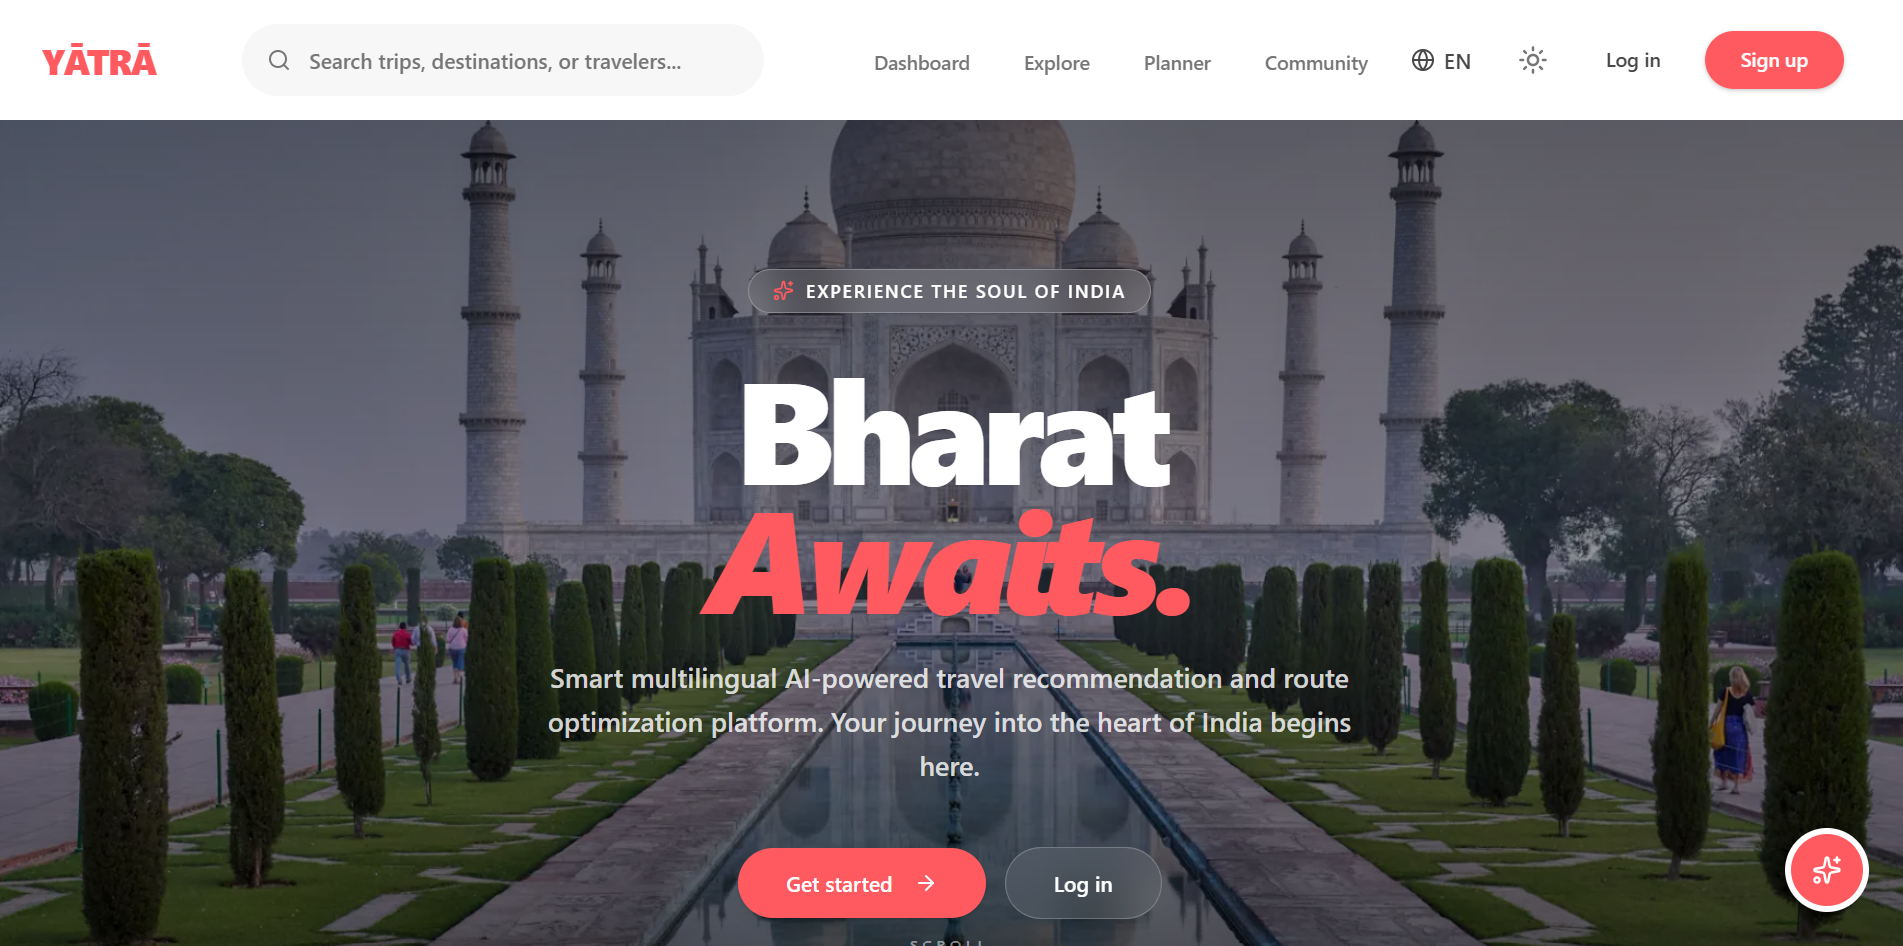 YĀTRĀ
Search trips, destinations, or travelers...
Dashboard
Explore
Planner
Community
EN
Log in
Sign up
EXPERIENCE THE SOUL OF INDIA
Bharat
Awaits.
Smart multilingual AI-powered travel recommendation and route
optimization platform. Your journey into the heart of India begins
here.
Get started
Log in
SCROLL